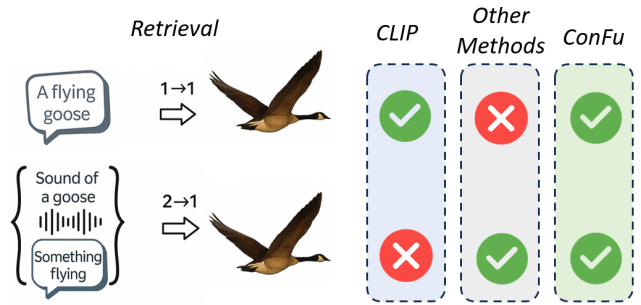 Retrieval
CLIP
Other
Methods
ConFu
A flying
goose
1→1
Sound of
a goose
Something
flying
2→1